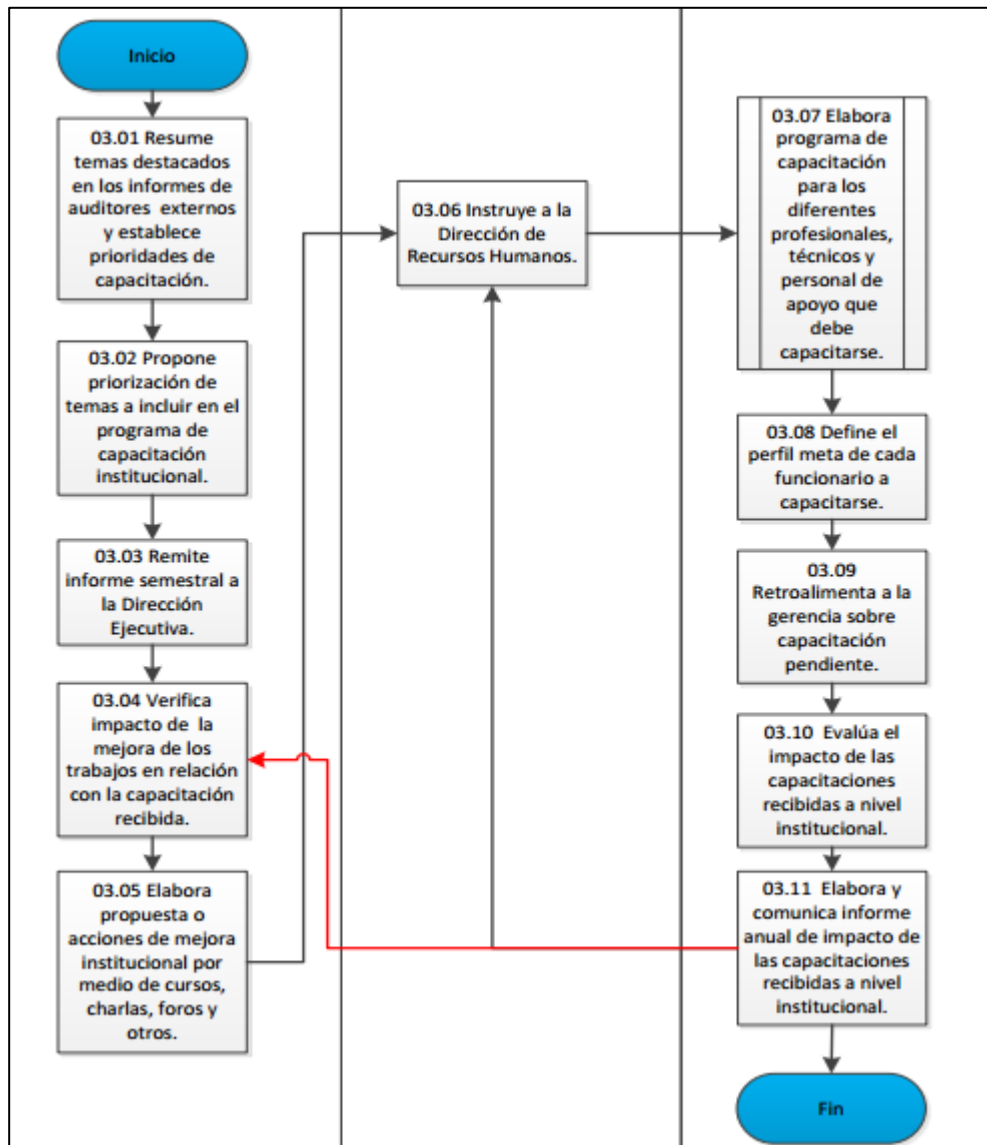 Inicio
03.01 Resume
temas destacados
en los informes de
auditores externos
y establece
prioridades de
capacitación.
03.02 Propone
priorización de
temas a incluir en el
programa de
capacitación
institucional.
03.03 Remite
informe semestral a
la Dirección
Ejecutiva.
03.04 Verifica
impacto de la
mejora de los
trabajos en relación
con la capacitación
recibida.
03.05 Elabora
propuesta o
acciones de mejora
institucional por
medio de cursos,
charlas, foros y
otros.
03.06 Instruye a la
Dirección de
Recursos Humanos.
03.07 Elabora
programa de
capacitación
para los
diferentes
profesionales,
técnicos y
personal de
apoyo que
debe
capacitarse.
03.08 Define el
perfil meta de cada
funcionario a
capacitarse.
03.09
Retroalimenta a la
gerencia sobre
capacitación
pendiente.
03.10 Evalúa el
impacto de las
capacitaciones
recibidas a nivel
institucional.
03.11 Elabora y
comunica informe
anual de impacto de
las capacitaciones
recibidas a nivel
institucional.
Fin